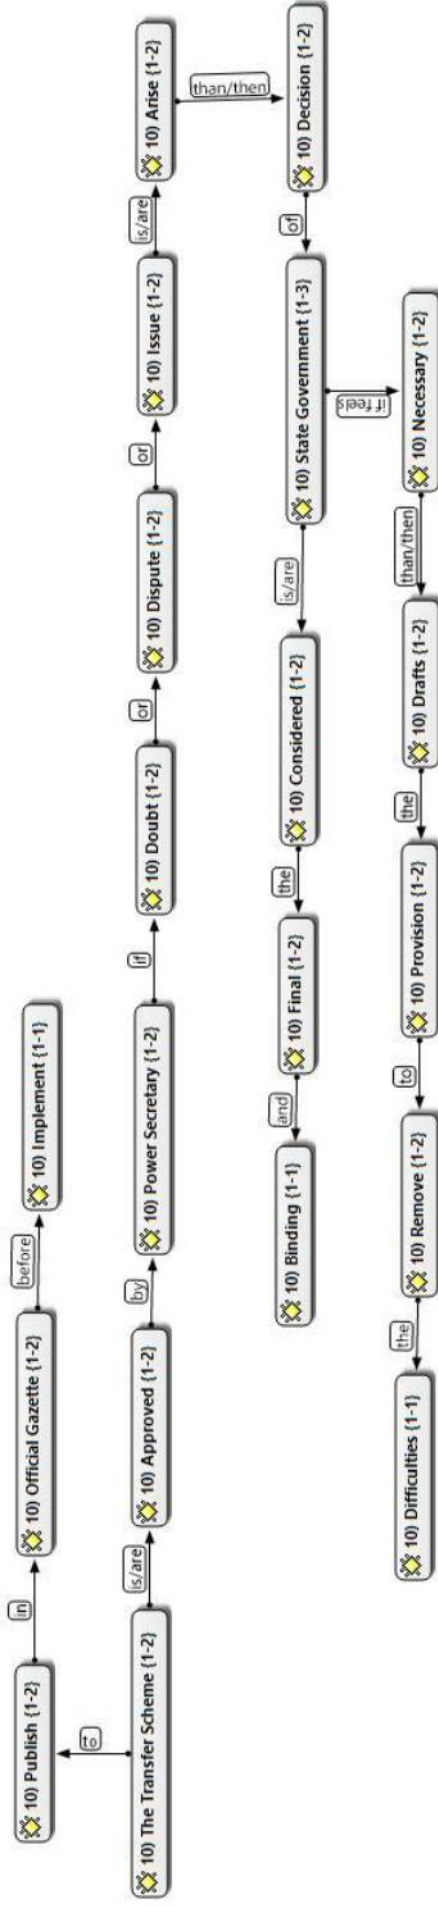 10) Publish {1-2}
in
10) Official Gazette {1-2}
before
10) Implement {1-1}
to
10) The Transfer Scheme {1-2}
is/are
10) Approved {1-2}
by
10) Power Secretary {1-2}
if
10) Doubt {1-2}
or
10) Dispute {1-2}
or
10) Issue {1-2}
is/are
10) Arise {1-2}
than/then
10) Decision {1-2}
of
10) State Government {1-3}
is/are
10) Considered {1-2}
the
10) Final {1-2}
and
10) Binding {1-1}
if feels
10) Necessary {1-2}
than/then
10) Drafts {1-2}
the
10) Provision {1-2}
to
10) Remove {1-2}
the
10) Difficulties {1-1}